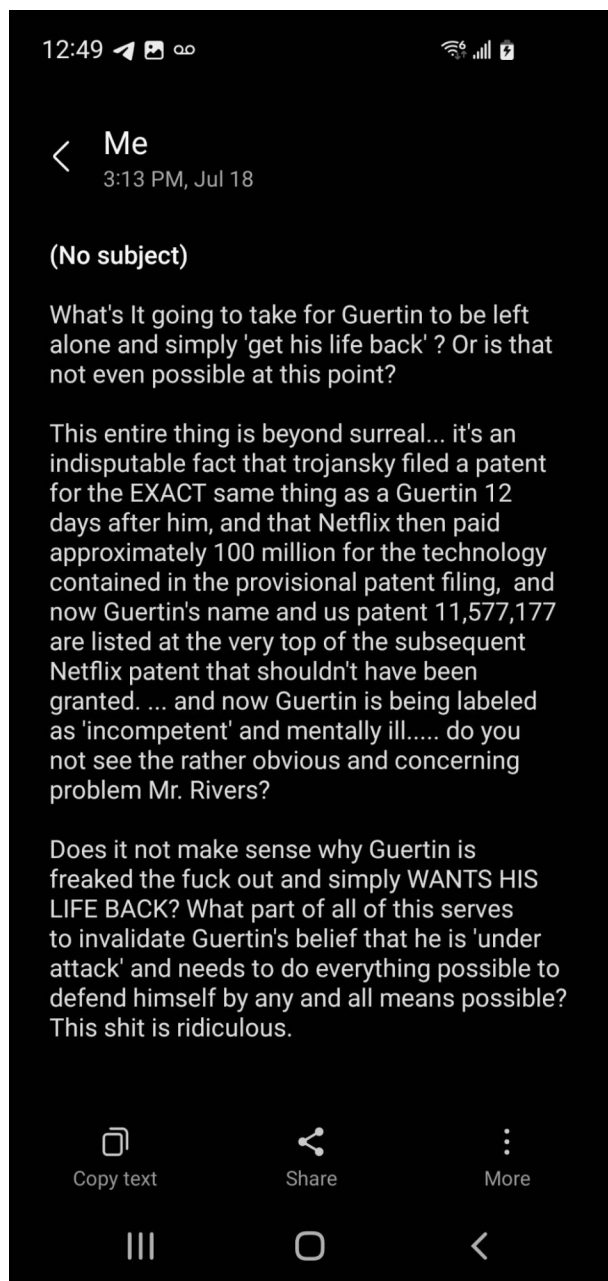 12:49
Me
3:13 PM, Jul 18
(No subject)
What's It going to take for Guertin to be left
alone and simply 'get his life back' ? Or is that
not even possible at this point?
This entire thing is beyond surreal... it's an
indisputable fact that trojansky filed a patent
for the EXACT same thing as a Guertin 12
days after him, and that Netflix then paid
approximately 100 million for the technology
contained in the provisional patent filing,  and
now Guertin's name and us patent 11,577,177
are listed at the very top of the subsequent
Netflix patent that shouldn't have been
granted. ... and now Guertin is being labeled
as 'incompetent' and mentally ill..... do you
not see the rather obvious and concerning
problem Mr. Rivers?
Does it not make sense why Guertin is
freaked the fuck out and simply WANTS HIS
LIFE BACK? What part of all of this serves
to invalidate Guertin's belief that he is 'under
attack' and needs to do everything possible to
defend himself by any and all means possible?
This shit is ridiculous.
Copy text
Share
More